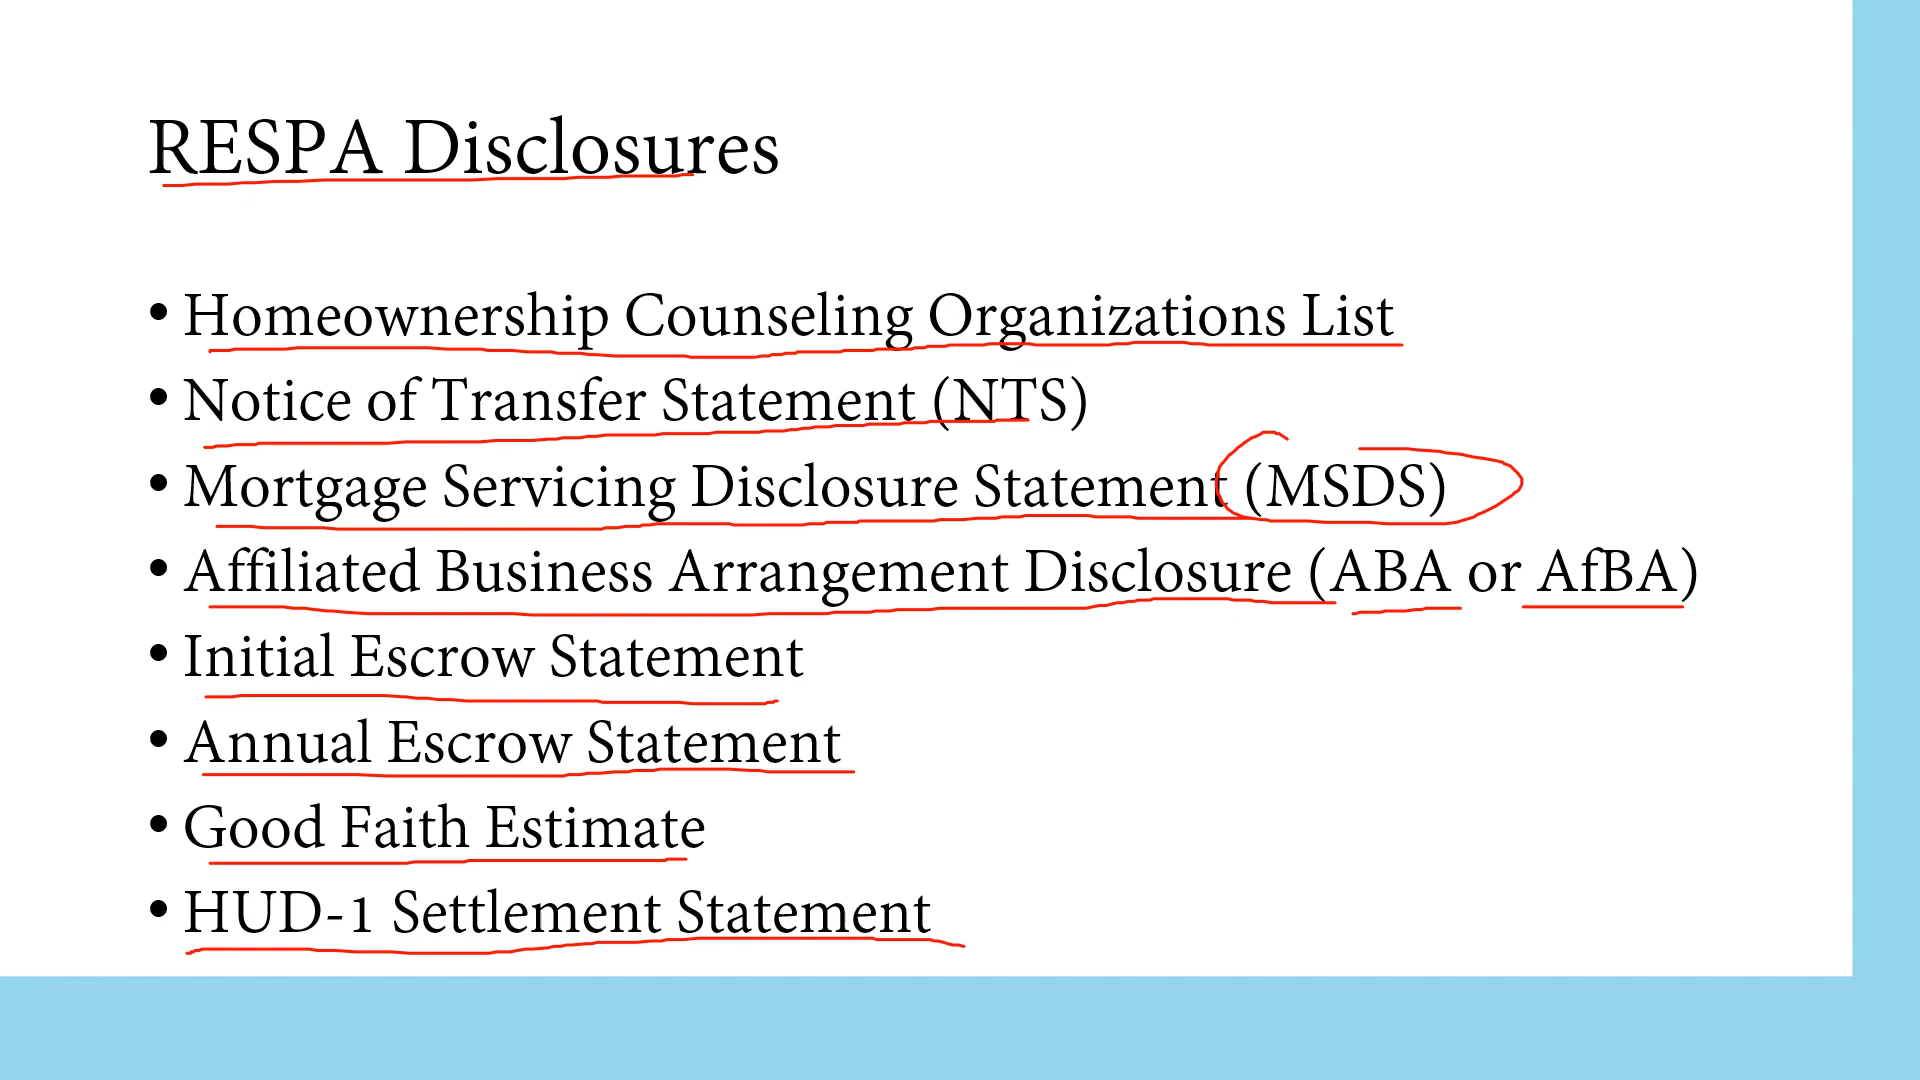 RESPA Disclosures
• Homeownership Counseling Organizations List
• Notice of Transfer Statement (NTS)
• Mortgage Servicing Disclosure Statement (MSDS)
• Affiliated Business Arrangement Disclosure (ABA or AfBA)
• Initial Escrow Statement
• Annual Escrow Statement
• Good Faith Estimate
• HUD-1 Settlement Statement